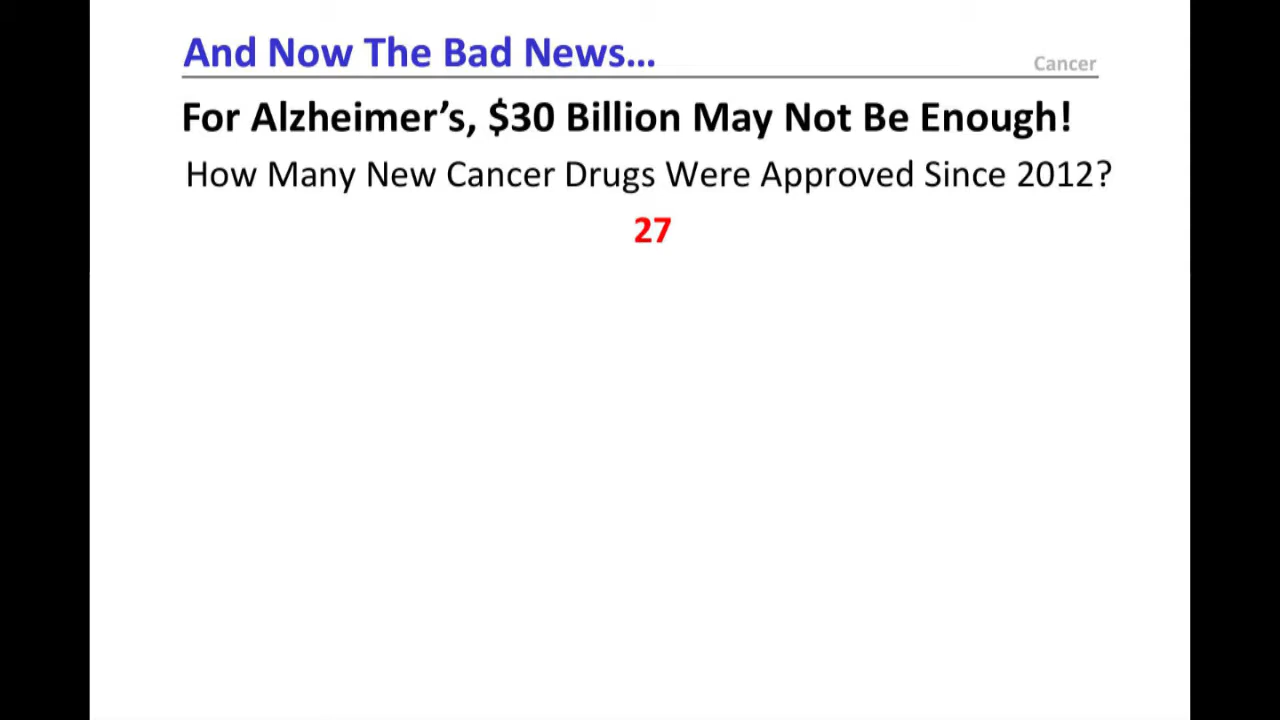 And Now The Bad News…
Cancer
For Alzheimer’s, $30 Billion May Not Be Enough!
How Many New Cancer Drugs Were Approved Since 2012?
27